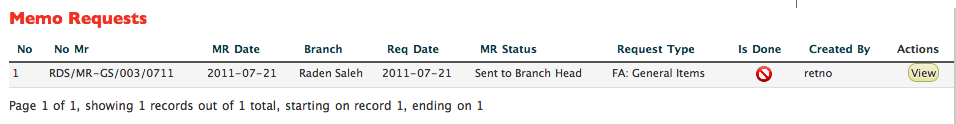 Memo Requests
No No Mr MR Date Branch Req Date MR Status Request Type Is Done Created By Actions
1 RDS/MR-GS/003/0711 2011-07-21 Raden Saleh 2011-07-21 Sent to Branch Head FA: General Items retno View
Page 1 of 1, showing 1 records out of 1 total, starting on record 1, ending on 1